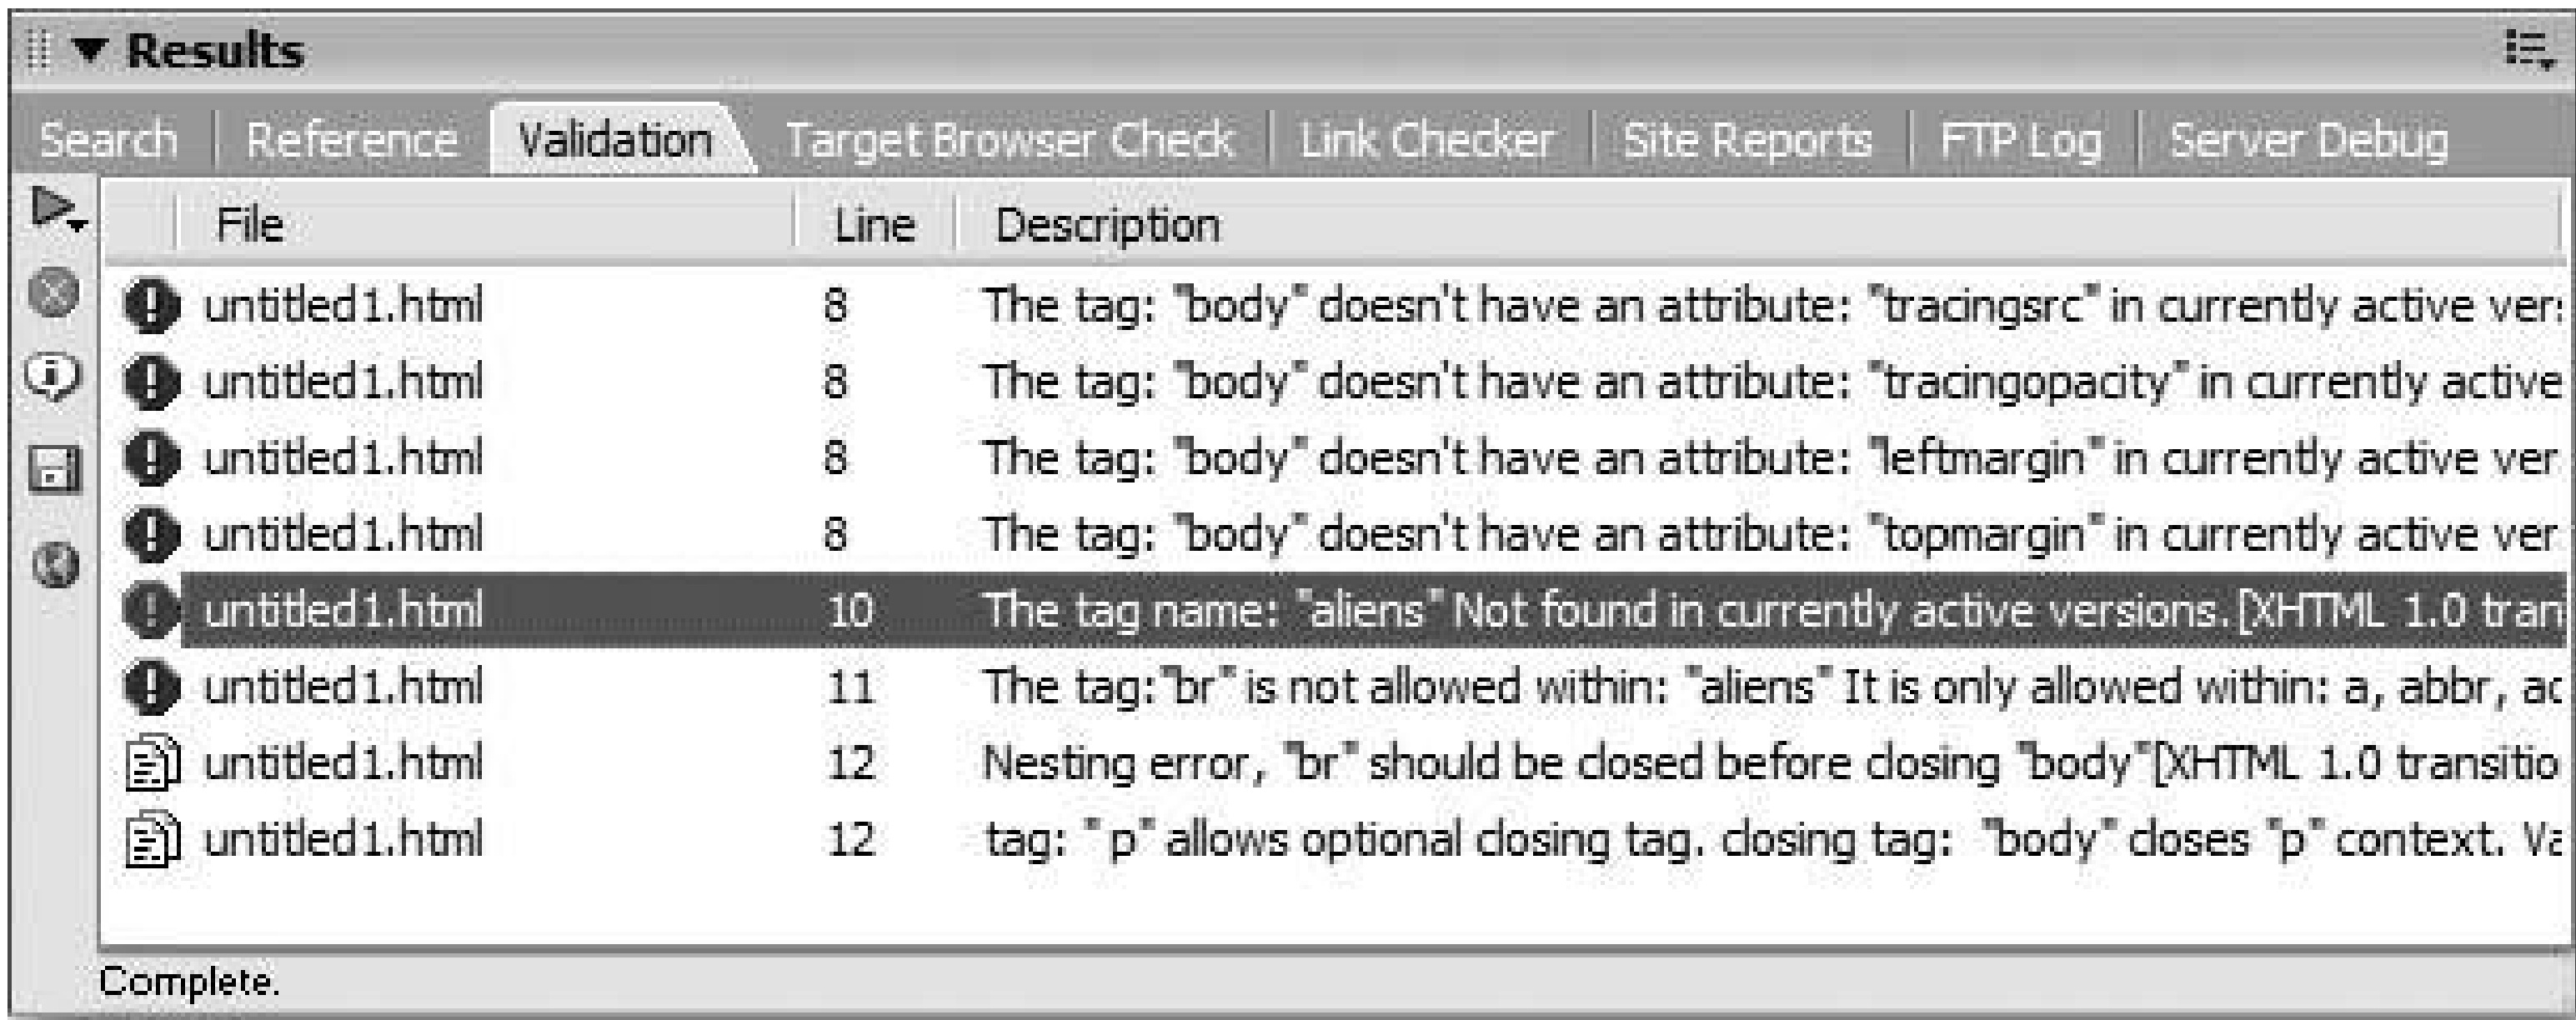 Results
Search Reference Validation Target Browser Check Link Checker Site Reports FTP Log Server Debug
File Line Description
untitled1.html 8 The tag: "body" doesn't have an attribute: "tracingsrc" in currently active
untitled1.html 8 The tag: "body" doesn't have an attribute: "tracingopacity" in currently active
untitled1.html 8 The tag: "body" doesn't have an attribute: "leftmargin" in currently active ver
untitled1.html 8 The tag: "body" doesn't have an attribute: "topmargin" in currently active ver
untitled1.html 10 The tag name: "aliens" Not found in currently active versions.[XHTML 1.0 tran
untitled1.html 11 The tag:"br" is not allowed within: "aliens" It is only allowed within: a, abbr, ac
untitled1.html 12 Nesting error, "br" should be closed before closing "body"[XHTML 1.0 transitio
untitled1.html 12 tag: " p" allows optional closing tag. closing tag: "body" closes "p" context. Va
Complete.